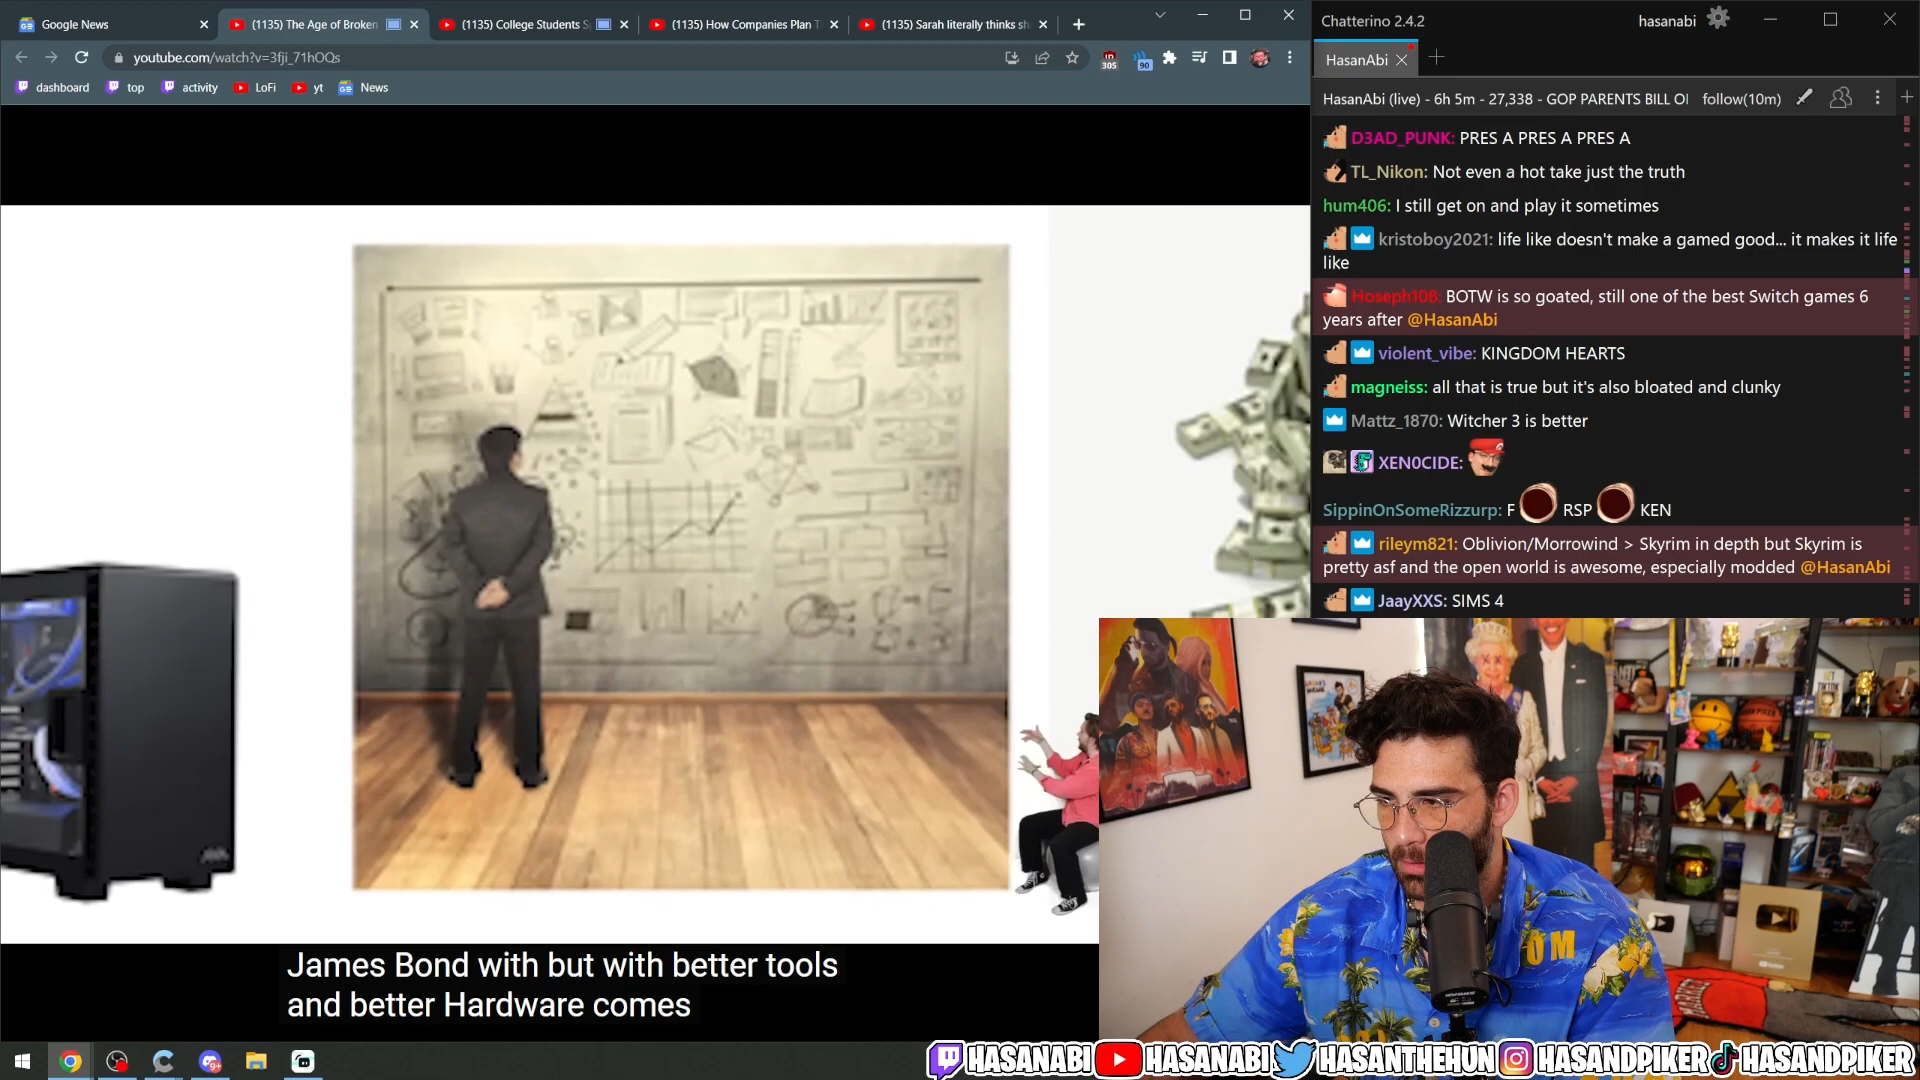 Google News
(1135) The Age of Broken
(1135) College Students S
(1135) How Companies Plan T
(1135) Sarah literally thinks sh
youtube.com/watch?v=3fji_71hOQs
305
90
dashboard
top
activity
LoFi
yt
News
James Bond with but with better tools
and better Hardware comes
Chatterino 2.4.2
hasanabi
HasanAbi
HasanAbi (live) - 6h 5m - 27,338 - GOP PARENTS BILL O
follow(10m)
D3AD_PUNK: PRES A PRES A PRES A
TL_Nikon: Not even a hot take just the truth
hum406: I still get on and play it sometimes
kristoboy2021: life like doesn't make a gamed good... it makes it life
like
Hoseph108: BOTW is so goated, still one of the best Switch games 6
years after @HasanAbi
violent_vibe: KINGDOM HEARTS
magneiss: all that is true but it's also bloated and clunky
Mattz_1870: Witcher 3 is better
XEN0CIDE:
SippinOnSomeRizzurp: F RSP KEN
rileym821: Oblivion/Morrowind > Skyrim in depth but Skyrim is
pretty asf and the open world is awesome, especially modded @HasanAbi
JaayXXS: SIMS 4
OM
HASANABI
HASANABI
HASANTHEHUN
HASANDPIKER
HASANDPIKER